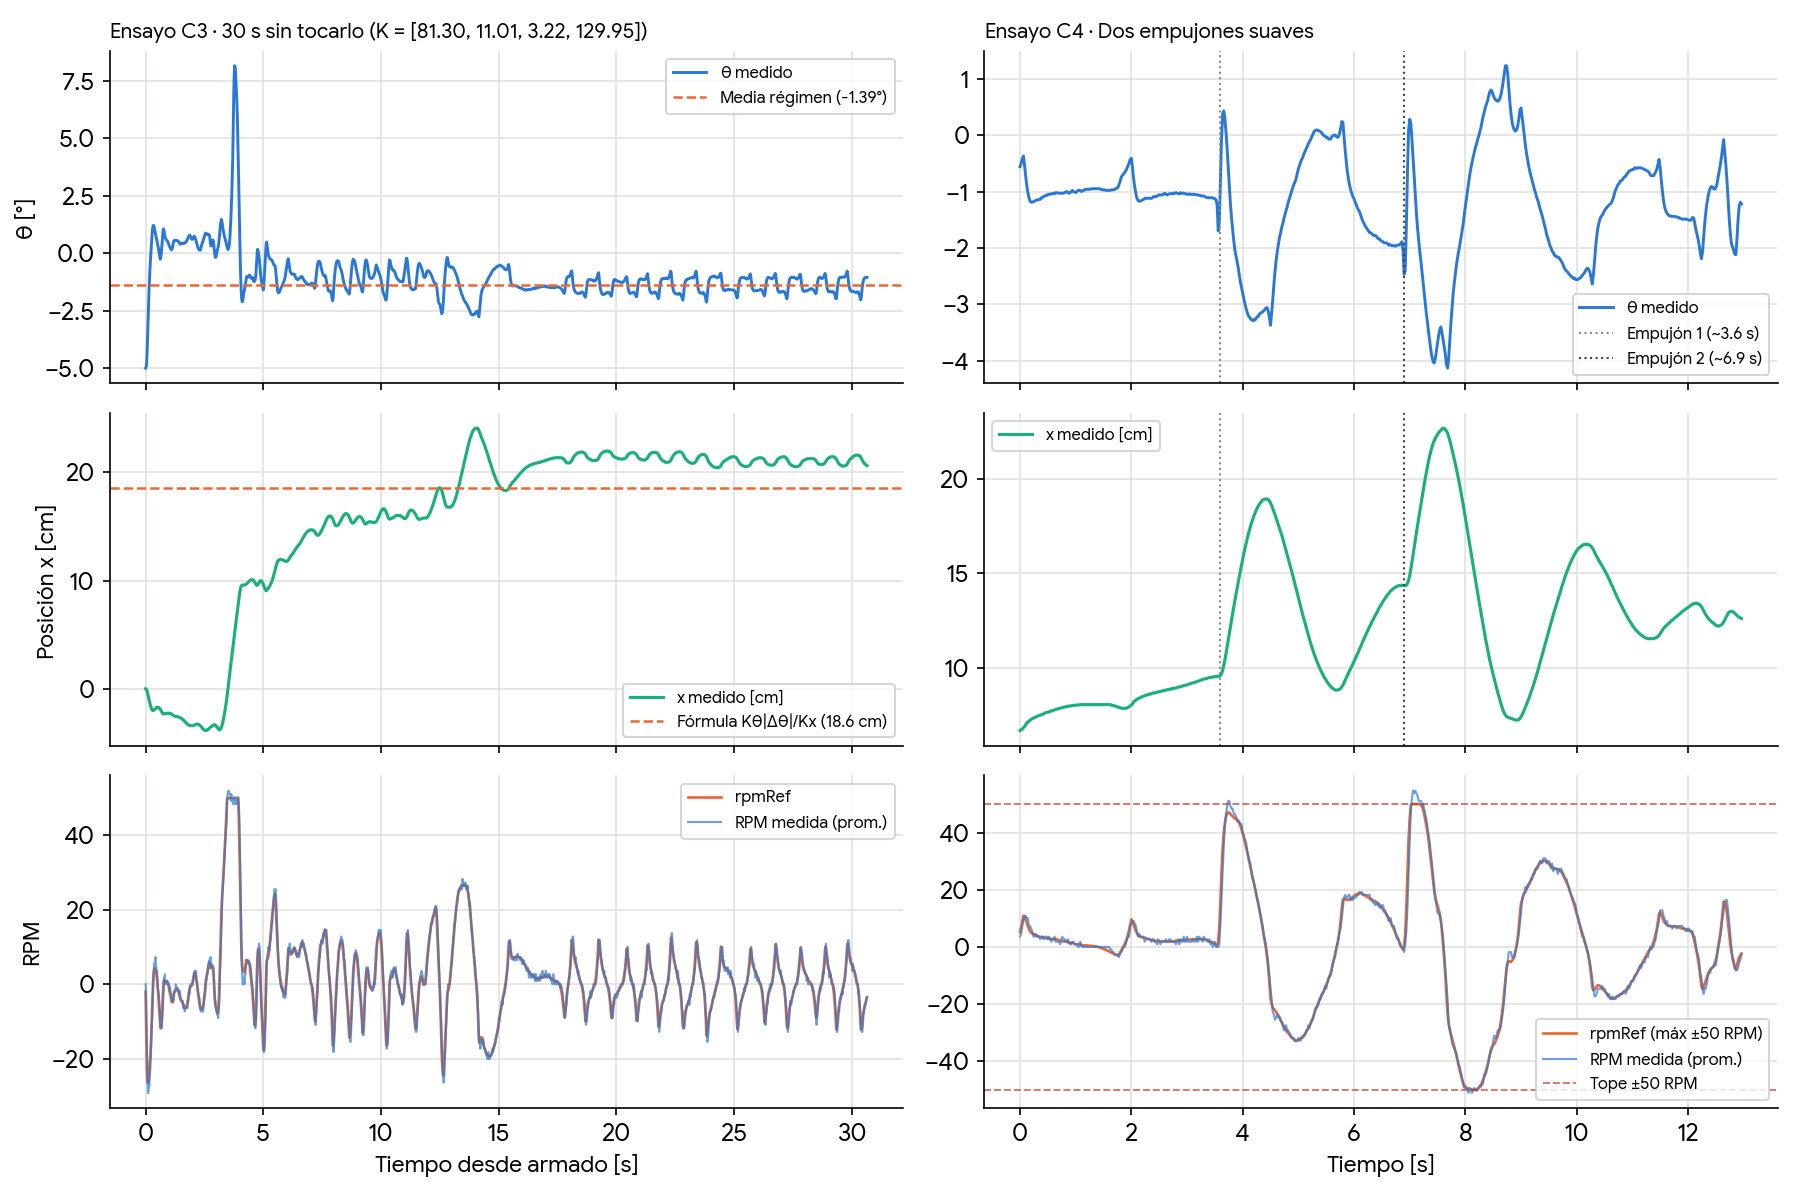 Ensayo C3 · 30 s sin tocarlo (K = [81.30, 11.01, 3.22, 129.95])
θ [°]
7.5
5.0
2.5
0.0
−2.5
−5.0
θ medido
Media régimen (-1.39°)
Ensayo C4 · Dos empujones suaves
1
0
−1
−2
−3
−4
θ medido
Empujón 1 (~3.6 s)
Empujón 2 (~6.9 s)
Posición x [cm]
20
10
0
x medido [cm]
Fórmula Kθ|Δθ|/Kx (18.6 cm)
x medido [cm]
20
15
10
RPM
40
20
0
−20
rpmRef
RPM medida (prom.)
0
5
10
15
20
25
30
Tiempo desde armado [s]
40
20
0
−20
−40
rpmRef (máx ±50 RPM)
RPM medida (prom.)
Tope ±50 RPM
0
2
4
6
8
10
12
Tiempo [s]